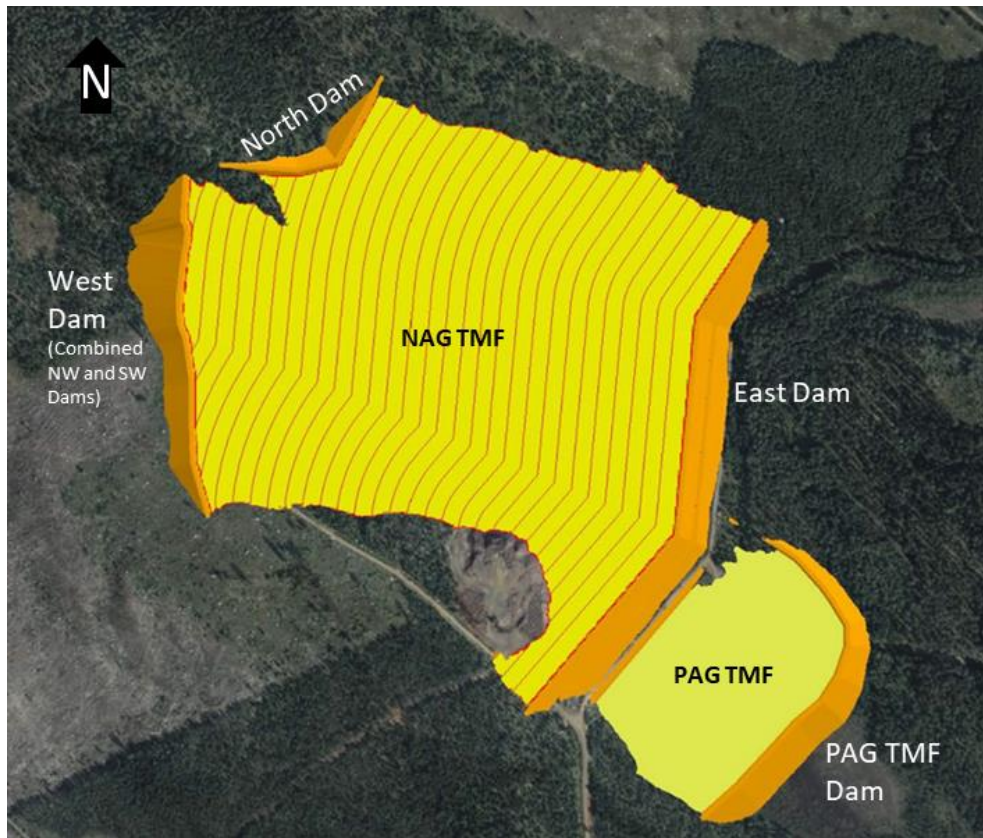 N
North Dam
West
Dam
(Combined
NW and SW
Dams)
NAG TMF
East Dam
PAG TMF
PAG TMF
Dam